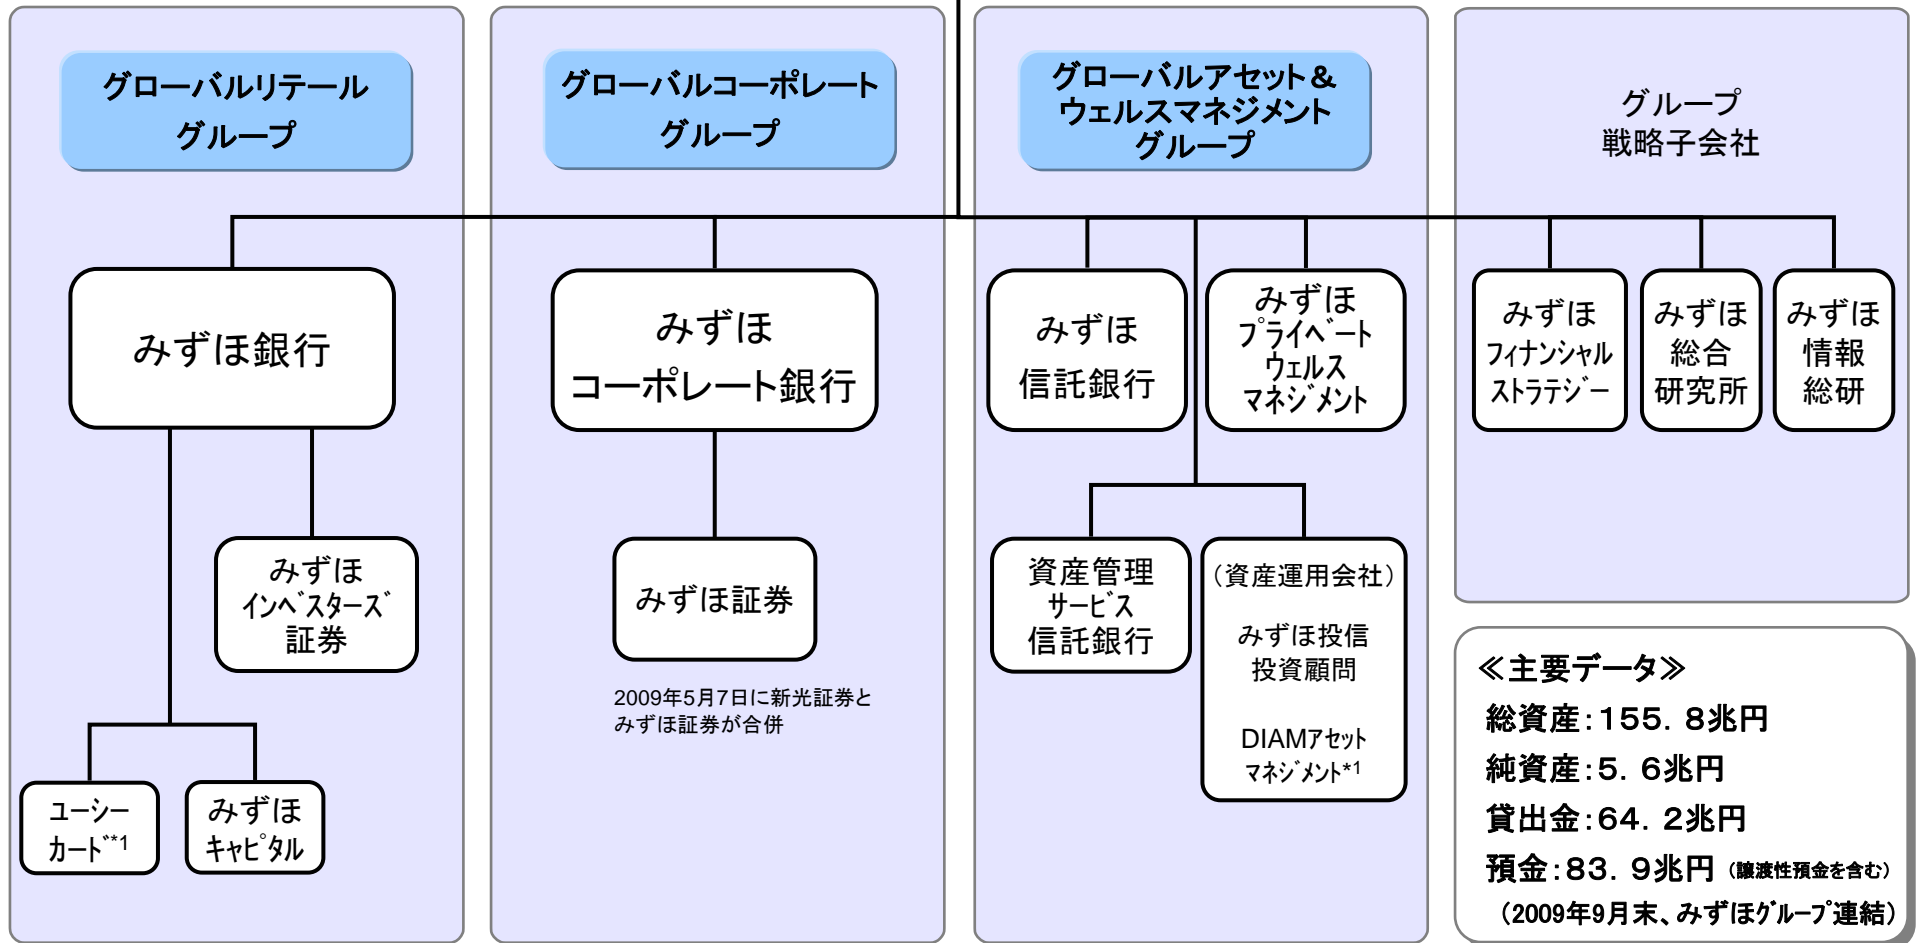 グローバルリテール
グループ
グローバルコーポレート
グループ
グローバルアセット&
ウェルスマネジメント
グループ
グループ
戦略子会社
みずほ銀行
みずほ
コーポレート銀行
みずほ
信託銀行
みずほ
プライベート
ウェルス
マネジメント
みずほ
フィナンシャル
ストラテジー
みずほ
総合
研究所
みずほ
情報
総研
みずほ
インベスターズ
証券
みずほ証券
2009年5月7日に新光証券と
みずほ証券が合併
資産管理
サービス
信託銀行
（資産運用会社）
みずほ投信
投資顧問
DIAMアセット
マネジメント*1
ユーシー
カード*1
みずほ
キャピタル
≪主要データ≫
総資産：155．8兆円
純資産：5．6兆円
貸出金：64．2兆円
預金：83．9兆円（譲渡性預金を含む）
（2009年9月末、みずほグループ連結）